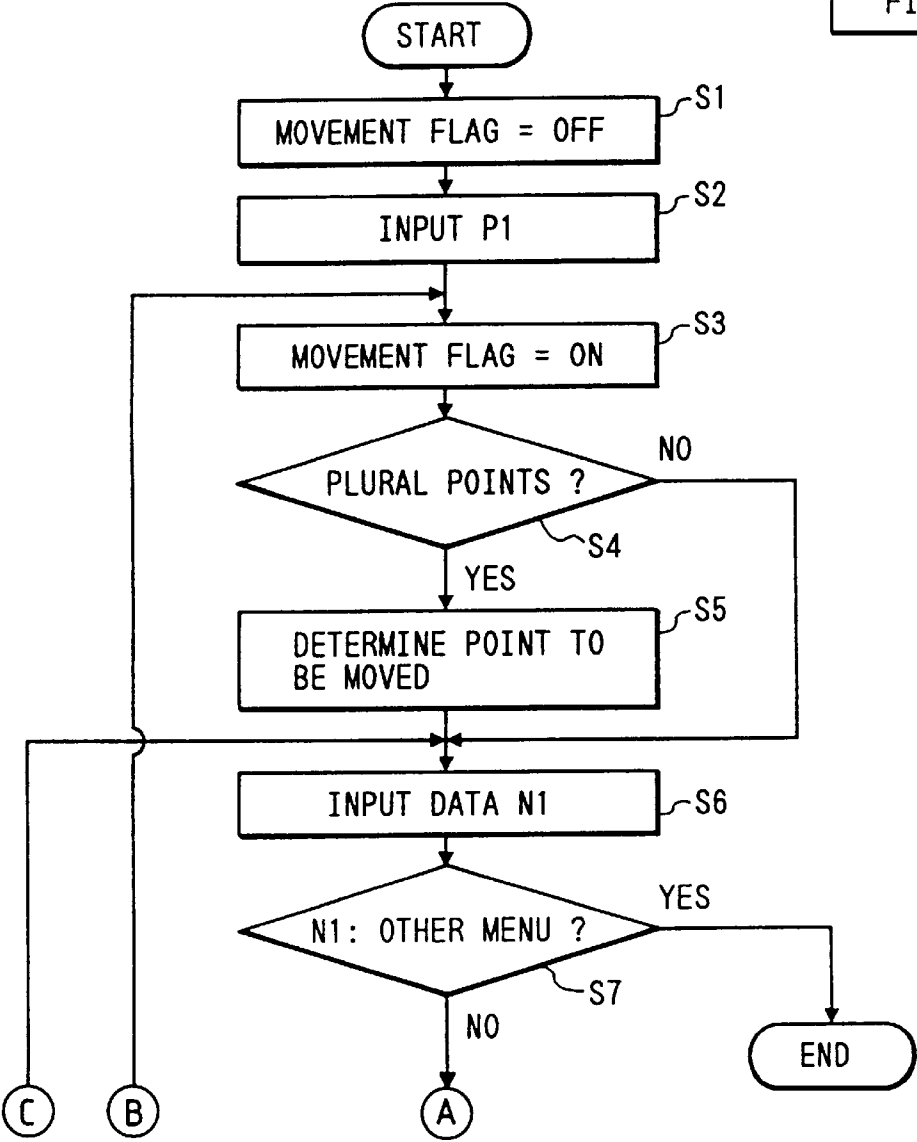 START
S1
MOVEMENT FLAG = OFF
S2
INPUT P1
S3
MOVEMENT FLAG = ON
NO
PLURAL POINTS ?
S4
YES
S5
DETERMINE POINT TO
BE MOVED
INPUT DATA N1
S6
YES
N1: OTHER MENU ?
S7
NO
END
C
B
A